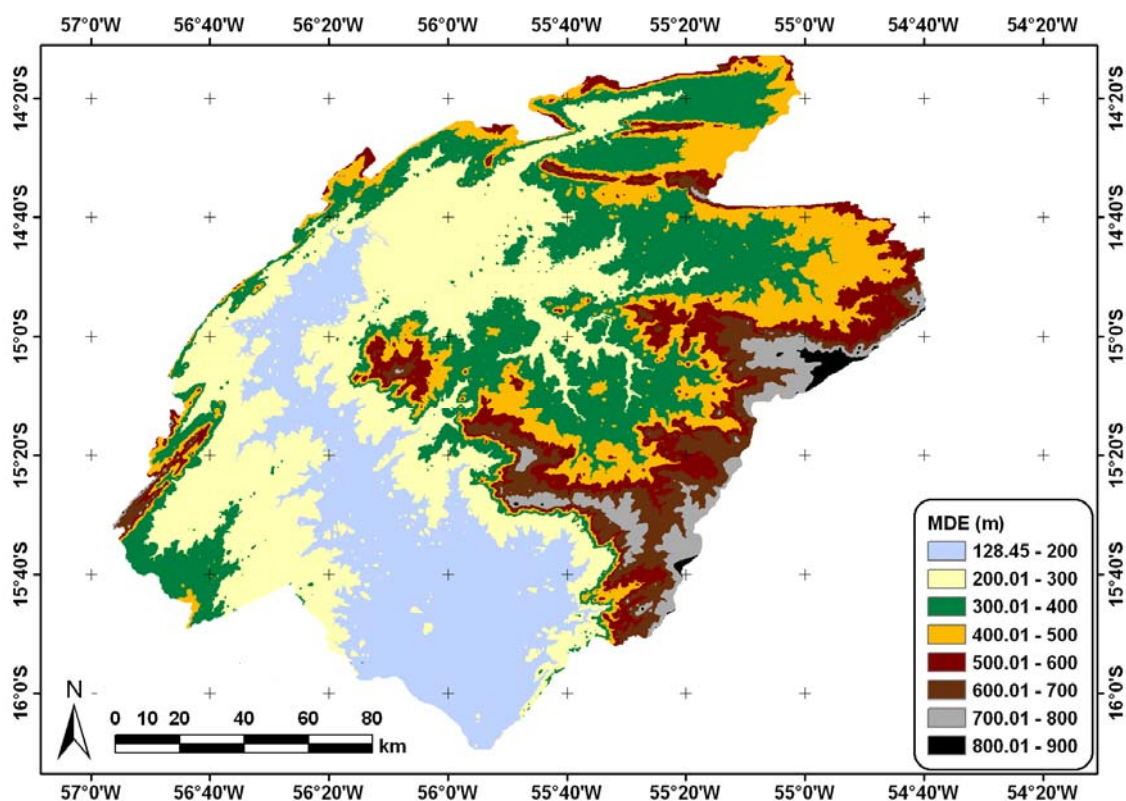 57°0'W 56°40'W 56°20'W 56°0'W 55°40'W 55°20'W 55°0'W 54°40'W 54°20'W
14°20'S 14°20'S
14°40'S 14°40'S
15°0'S 15°0'S
15°20'S 15°20'S
15°40'S 15°40'S
16°0'S 16°0'S
MDE (m)
128.45 - 200
200.01 - 300
300.01 - 400
400.01 - 500
500.01 - 600
600.01 - 700
700.01 - 800
800.01 - 900
N
0 10 20 40 60 80
km
57°0'W 56°40'W 56°20'W 56°0'W 55°40'W 55°20'W 55°0'W 54°40'W 54°20'W